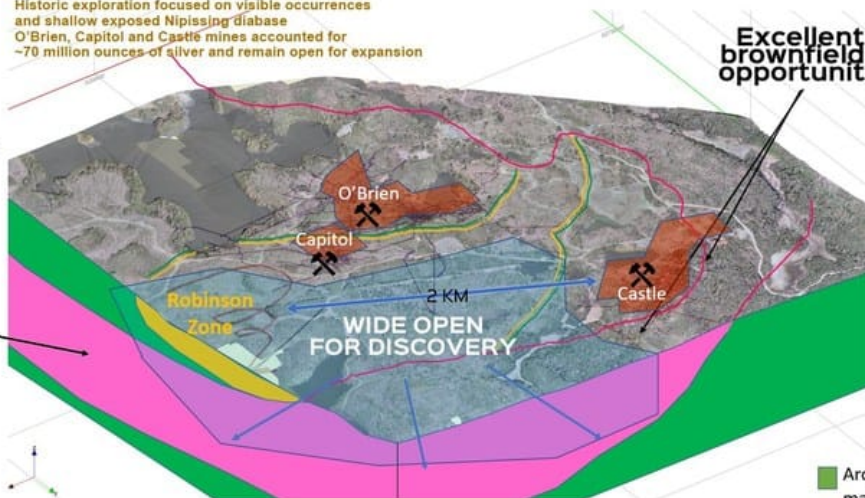 Historic exploration focused on visible occurrences
and shallow exposed Nipissing diabase
O'Brien, Capitol and Castle mines accounted for
~70 million ounces of silver and remain open for expansion
Excellent
brownfield
opportunit
O'Brien
Capitol
Castle
Robinson
Zone
2 KM
WIDE OPEN
FOR DISCOVERY